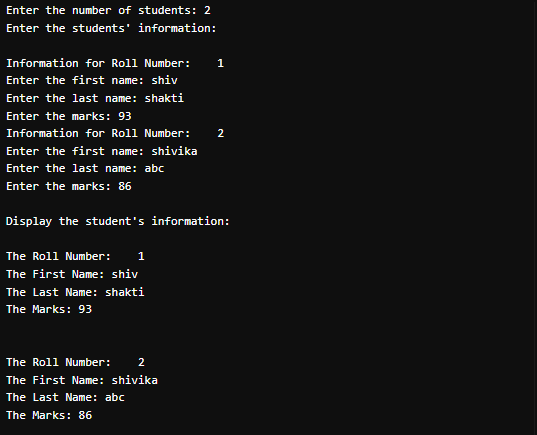 Enter the number of students: 2
Enter the students' information:
Information for Roll Number:    1
Enter the first name: shiv
Enter the last name: shakti
Enter the marks: 93
Information for Roll Number:    2
Enter the first name: shivika
Enter the last name: abc
Enter the marks: 86
Display the student's information:
The Roll Number:    1
The First Name: shiv
The Last Name: shakti
The Marks: 93
The Roll Number:    2
The First Name: shivika
The Last Name: abc
The Marks: 86